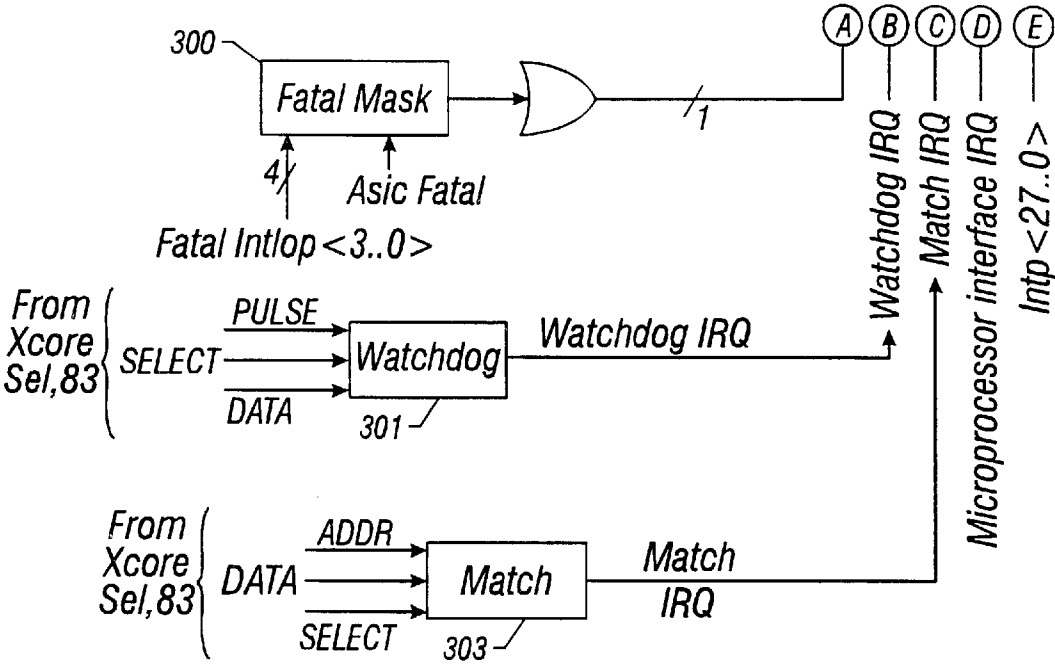 A B C D E
300
Fatal Mask
1
4
Asic Fatal
Fatal Intlop <3..0>
Watchdog IRQ
Match IRQ
Microprocessor interface IRQ
Intp <27..0>
From
Xcore
Sel,83
PULSE
SELECT
DATA
Watchdog
301
Watchdog IRQ
From
Xcore
Sel,83
ADDR
DATA
SELECT
Match
303
Match
IRQ